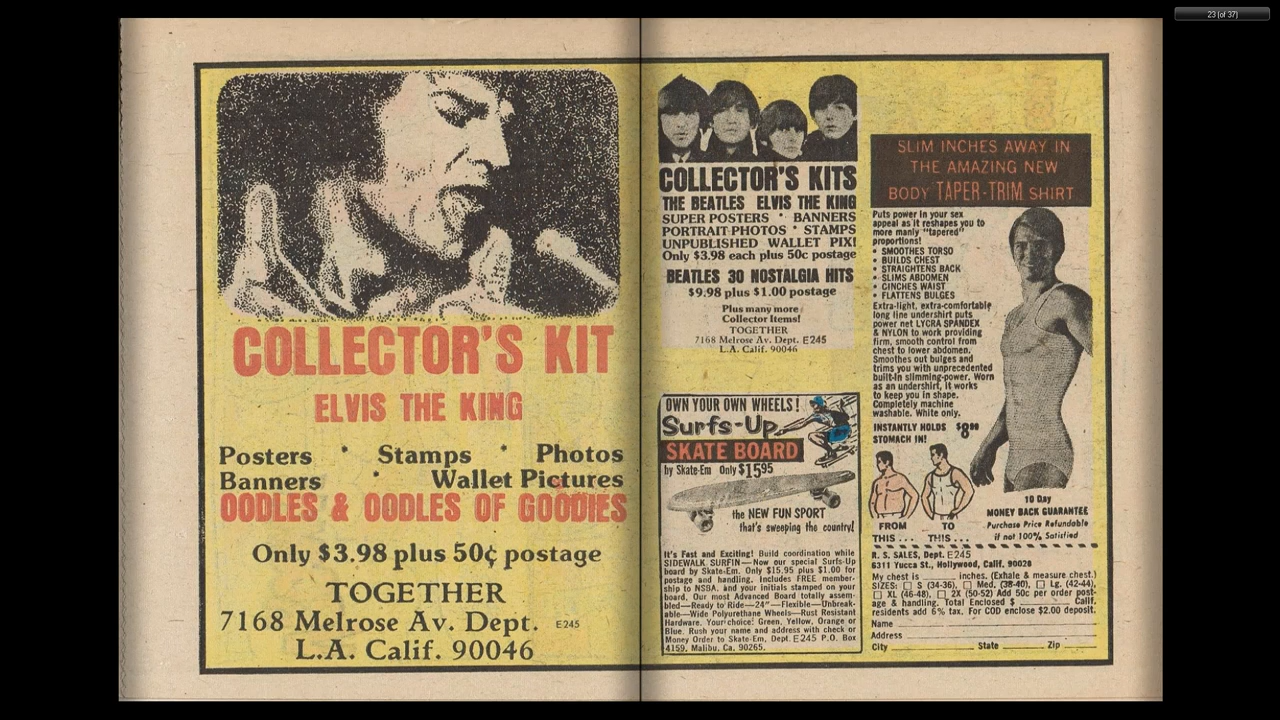 23 (of 37)
COLLECTOR'S KIT
ELVIS THE KING
Posters * Stamps * Photos
Banners * Wallet Pictures
OODLES & OODLES OF GOODIES
Only $3.98 plus 50¢ postage
TOGETHER
7168 Melrose Av. Dept. E245
L.A. Calif. 90046
COLLECTOR'S KITS
THE BEATLES ELVIS THE KING
SUPER POSTERS * BANNERS
PORTRAIT PHOTOS * STAMPS
UNPUBLISHED WALLET PIX!
Only $3.98 each plus 50c postage
BEATLES 30 NOSTALGIA HITS
$9.98 plus $1.00 postage
Plus many more
Collector Items!
TOGETHER
7168 Melrose Av. Dept. E245
L.A. Calif. 90046
OWN YOUR OWN WHEELS!
Surfs-Up
SKATE BOARD
by Skate-Em Only $15.95
the NEW FUN SPORT
that's sweeping the country!
It's Fast and Exciting! Build coordination while
SIDEWALK SURFIN—Now our special Surfs-Up
board by Skate-Em. Only $15.95 plus $1.00 for
postage and handling. Includes FREE member-
ship to NSBA. and your initials stamped on your
board. Our most Advanced Board totally assem-
bled—Ready to Ride—24"—Flexible—Unbreak-
able—Wide Polyurethane Wheels—Rust Resistant
Hardware. Your choice! Green, Yellow, Orange or
Blue. Rush your name and address with check or
Money Order to Skate-Em, Dept. E245 P.O. Box
4159, Malibu, Ca. 90265.
SLIM INCHES AWAY IN
THE AMAZING NEW
BODY TAPER-TRIM SHIRT
Puts power in your sex
appeal as it reshapes you to
more manly "tapered"
proportions!
• SMOOTHES TORSO
• BUILDS CHEST
• STRAIGHTENS BACK
• SLIMS ABDOMEN
• CINCHES WAIST
• FLATTENS BULGES
Extra-light, extra-comfortable
long line undershirt puts
power net LYCRA SPANDEX
& NYLON to work providing
firm, smooth control from
chest to lower abdomen.
Smoothes out bulges and
trims you with unprecedented
built-in slimming-power. Worn
as an undershirt, it works
to keep you in shape.
Completely machine
washable. White only.
INSTANTLY HOLDS $8.00
STOMACH IN!
FROM TO
THIS... THIS...
10 Day
MONEY BACK GUARANTEE
Purchase Price Refundable
if not 100% Satisfied
R. S. SALES, Dept. E245
6311 Yucca St., Hollywood, Calif. 90028
My chest is ______ inches. (Exhale & measure chest.)
SIZES: □ S (34-36), □ Med. (38-40), □ Lg. (42-44),
□ XL (46-48), □ 2X (50-52) Add 50c per order post-
age & handling. Total Enclosed $ ______ Calif.
residents add 6% tax. For COD enclose $2.00 deposit.
Name
Address
City State Zip